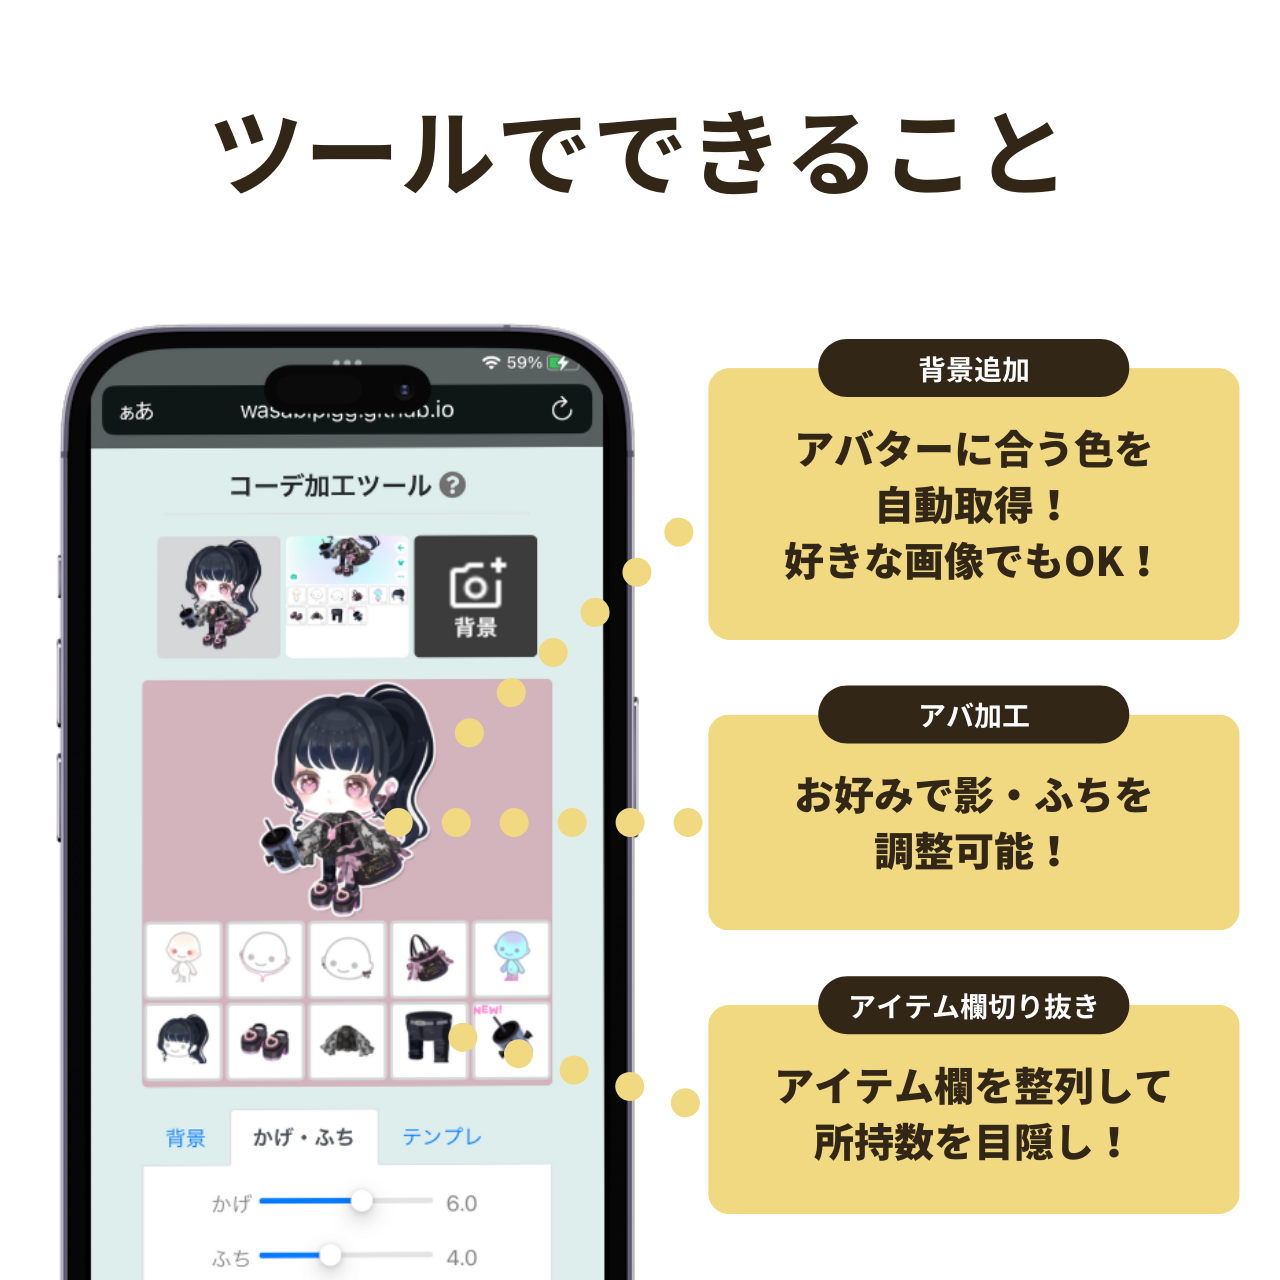 ツールでできること
59%
ぁあ
コーデ加工ツール ?
背景
NEW!
背景 かげ・ふち テンプレ
かげ 6.0
ふち 4.0
背景追加
アバターに合う色を
自動取得！
好きな画像でもOK！
アバ加工
お好みで影・ふちを
調整可能！
アイテム欄切り抜き
アイテム欄を整列して
所持数を目隠し！